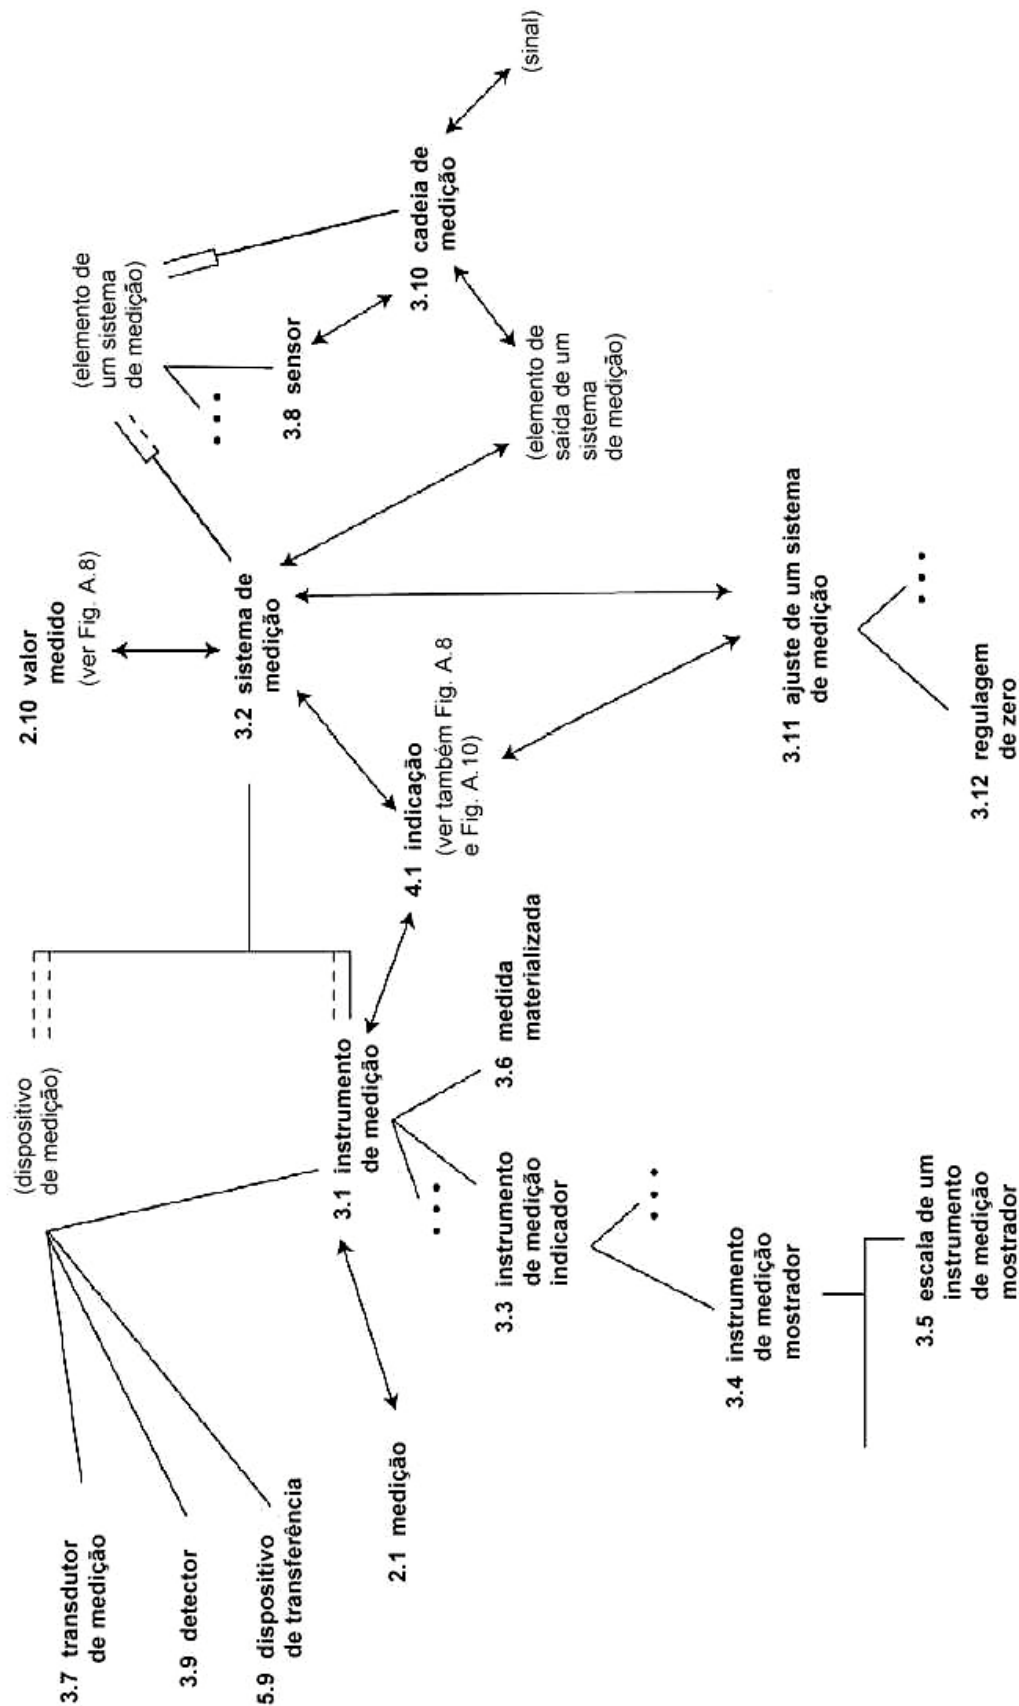 (dispositivo
de medição)
2.10 valor
medido
(ver Fig. A.8)
(elemento de
um sistema
de medição)
3.7 transdutor
de medição
3.9 detector
5.9 dispositivo
de transferência
3.2 sistema de
medição
• • •
3.8 sensor
3.1 instrumento
de medição
2.1 medição
4.1 indicação
(ver também Fig. A.8
e Fig. A.10)
3.10 cadeia de
medição
(sinal)
• • •
3.3 instrumento
de medição
indicador
3.6 medida
materializada
(elemento de
saída de um
sistema
de medição)
• • •
3.4 instrumento
de medição
mostrador
3.11 ajuste de um sistema
de medição
3.5 escala de um
instrumento
de medição
mostrador
3.12 regulagem
de zero
• • •